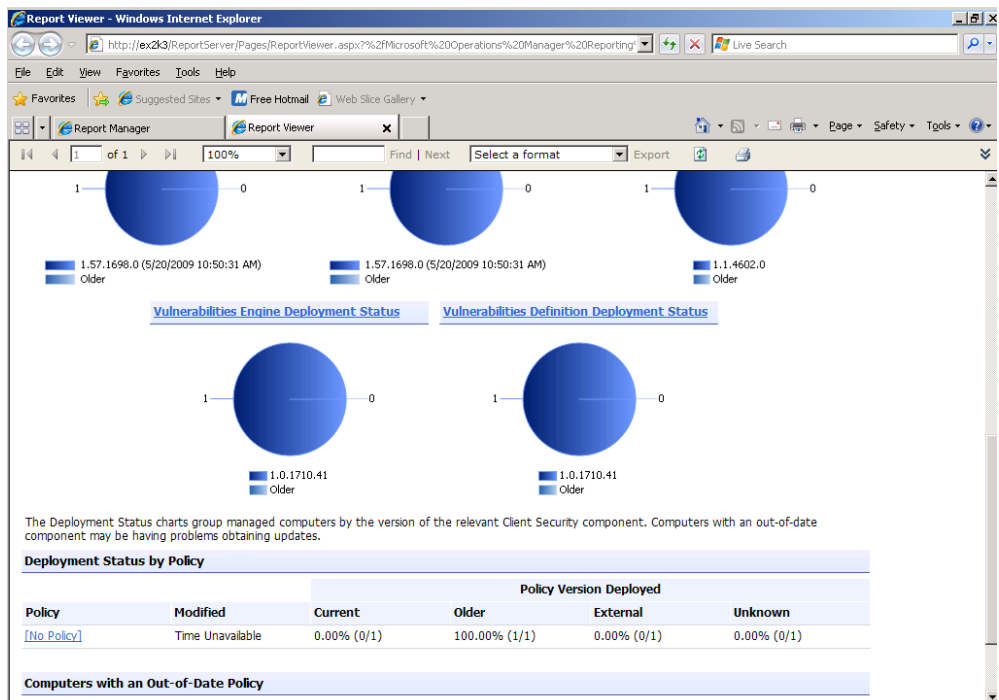 Report Viewer - Windows Internet Explorer
http://ex2k3/ReportServer/Pages/ReportViewer.aspx?%2fMicrosoft%20Operations%20Manager%20Reporting
Live Search
File Edit View Favorites Tools Help
Favorites Suggested Sites Free Hotmail Web Slice Gallery
Report Manager Report Viewer Page Safety Tools
1 of 1 100% Find | Next Select a format Export
1 0 1 0 1 0
1.57.1698.0 (5/20/2009 10:50:31 AM) 1.57.1698.0 (5/20/2009 10:50:31 AM) 1.1.4602.0
Older Older Older
Vulnerabilities Engine Deployment Status Vulnerabilities Definition Deployment Status
1 0 1 0
1.0.1710.41 1.0.1710.41
Older Older
The Deployment Status charts group managed computers by the version of the relevant Client Security component. Computers with an out-of-date
component may be having problems obtaining updates.
Deployment Status by Policy
Policy Version Deployed
Policy Modified Current Older External Unknown
[No Policy] Time Unavailable 0.00% (0/1) 100.00% (1/1) 0.00% (0/1) 0.00% (0/1)
Computers with an Out-of-Date Policy